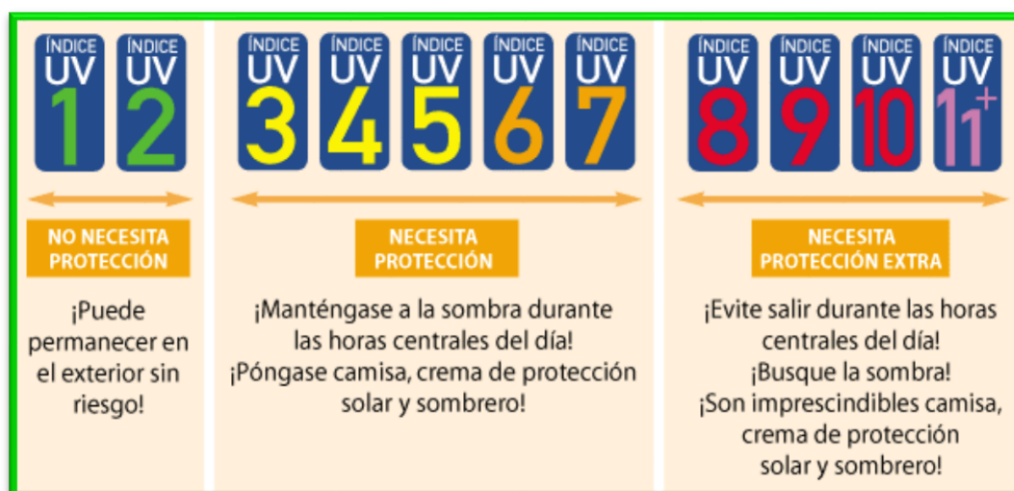 ÍNDICE
UV
1
ÍNDICE
UV
2
NO NECESITA
PROTECCIÓN
¡Puede
permanecer en
el exterior sin
riesgo!
ÍNDICE
UV
3
ÍNDICE
UV
4
ÍNDICE
UV
5
ÍNDICE
UV
6
ÍNDICE
UV
7
NECESITA
PROTECCIÓN
¡Manténgase a la sombra durante
las horas centrales del día!
¡Póngase camisa, crema de protección
solar y sombrero!
ÍNDICE
UV
8
ÍNDICE
UV
9
ÍNDICE
UV
10
ÍNDICE
UV
11+
NECESITA
PROTECCIÓN EXTRA
¡Evite salir durante las horas
centrales del día!
¡Busque la sombra!
¡Son imprescindibles camisa,
crema de protección
solar y sombrero!